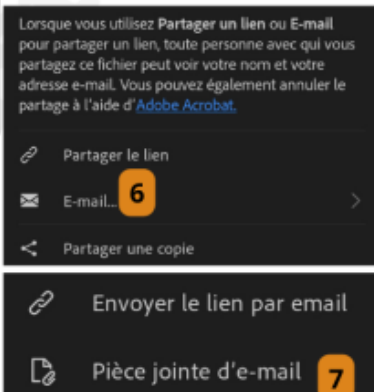 Lorsque vous utilisez Partager un lien ou E-mail
pour partager un lien, toute personne avec qui vous
partagez ce fichier peut voir votre nom et votre
adresse e-mail. Vous pouvez également annuler le
partage à l'aide d'Adobe Acrobat.
Partager le lien
E-mail... 6
Partager une copie
Envoyer le lien par email
Pièce jointe d'e-mail 7